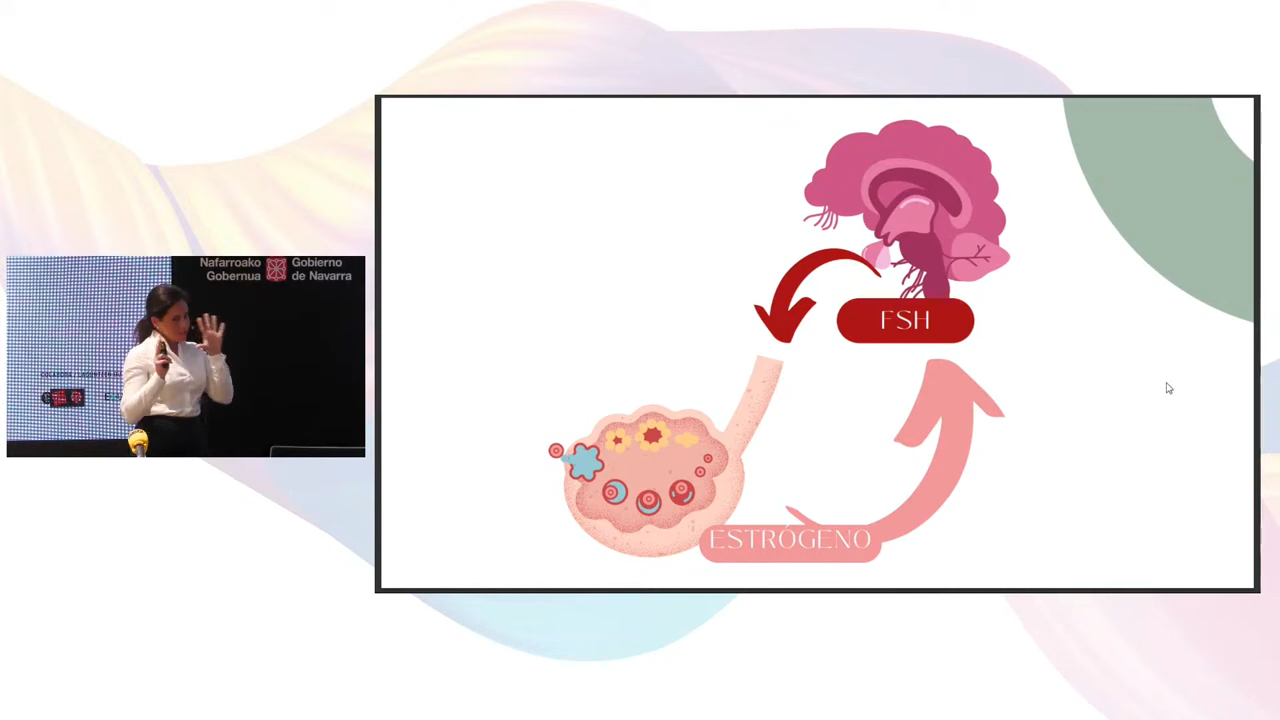 Nafarroako
Gobernua
Gobierno
de Navarra
FSH
ESTRÓGENO